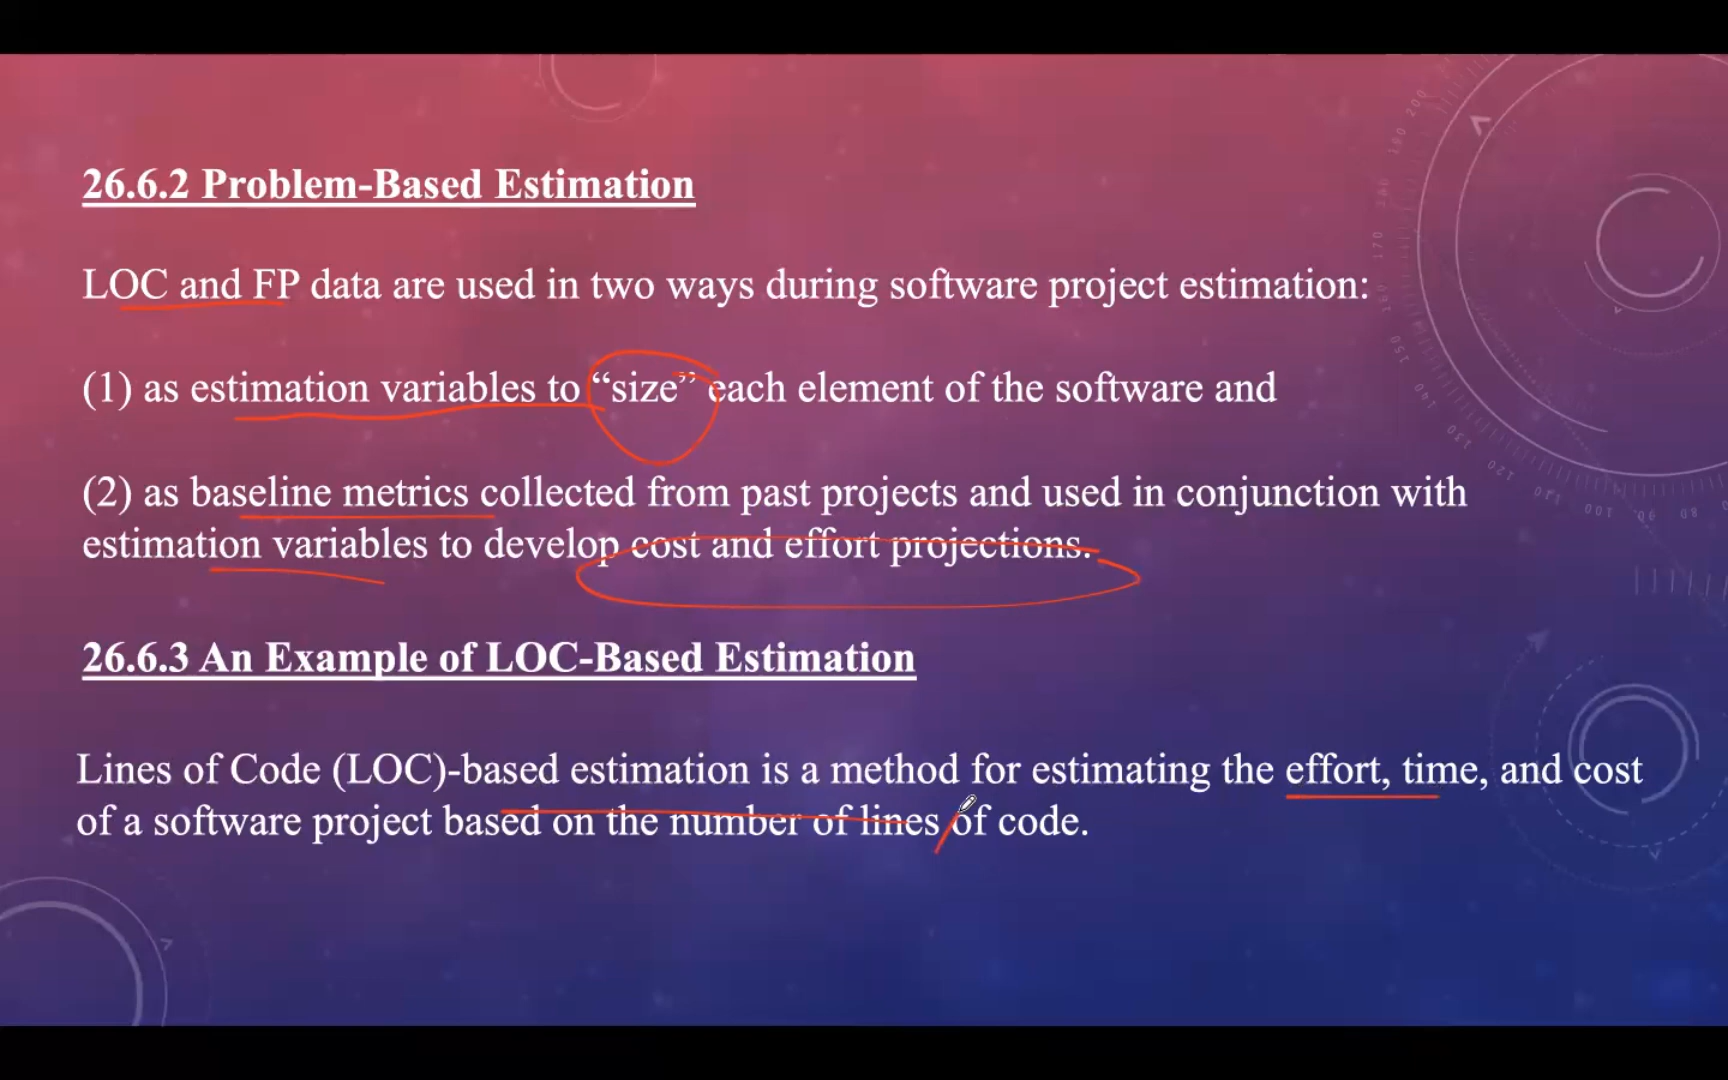 26.6.2 Problem-Based Estimation
LOC and FP data are used in two ways during software project estimation:
(1) as estimation variables to “size” each element of the software and
(2) as baseline metrics collected from past projects and used in conjunction with
estimation variables to develop cost and effort projections.
26.6.3 An Example of LOC-Based Estimation
Lines of Code (LOC)-based estimation is a method for estimating the effort, time, and cost
of a software project based on the number of lines of code.